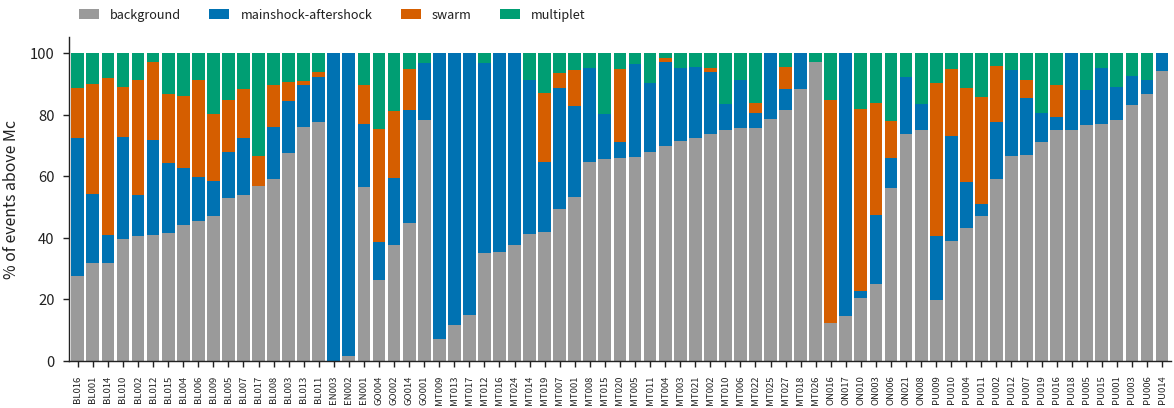 background mainshock-aftershock swarm multiplet
% of events above Mc
100
80
60
40
20
0
BL016 BL001 BL014 BL010 BL002 BL012 BL015 BL004 BL006 BL009 BL005 BL007 BL017 BL008 BL003 BL013 BL011 EN003 EN002 EN001 GO004 GO002 GO014 GO001 MT009 MT013 MT017 MT012 MT016 MT024 MT014 MT019 MT007 MT001 MT008 MT015 MT020 MT005 MT011 MT004 MT003 MT021 MT002 MT010 MT006 MT022 MT025 MT027 MT018 MT026 ON016 ON017 ON010 ON003 ON006 ON021 ON008 PU009 PU010 PU004 PU011 PU002 PU012 PU007 PU019 PU016 PU018 PU005 PU015 PU001 PU003 PU006 PU014